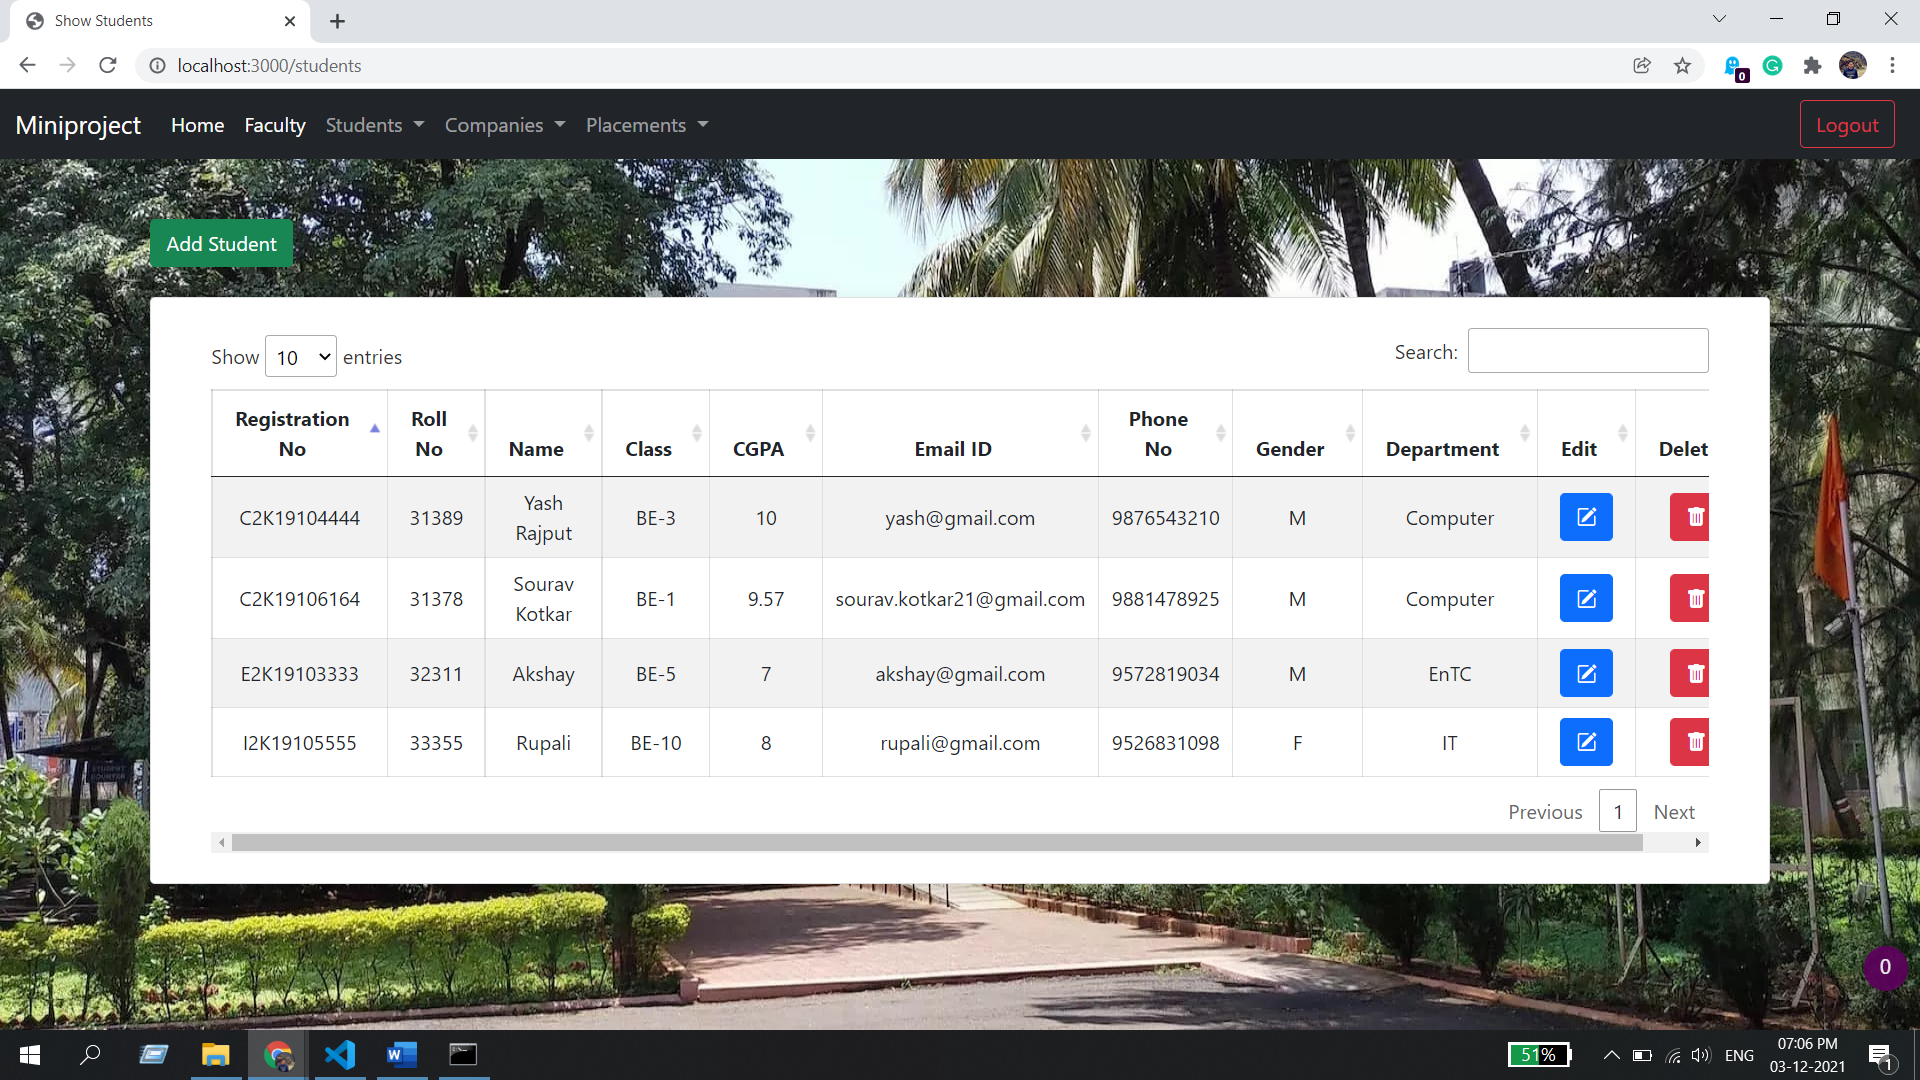 Show Students
localhost:3000/students
0
Miniproject Home Faculty Students Companies Placements Logout
Add Student
Show 10 entries Search:
Registration No Roll No Name Class CGPA Email ID Phone No Gender Department Edit Delet
C2K19104444 31389 Yash Rajput BE-3 10 yash@gmail.com 9876543210 M Computer
C2K19106164 31378 Sourav Kotkar BE-1 9.57 sourav.kotkar21@gmail.com 9881478925 M Computer
E2K19103333 32311 Akshay BE-5 7 akshay@gmail.com 9572819034 M EnTC
I2K19105555 33355 Rupali BE-10 8 rupali@gmail.com 9526831098 F IT
Previous 1 Next
STUDENT
COUNTER
0
51% ENG 07:06 PM
03-12-2021
1